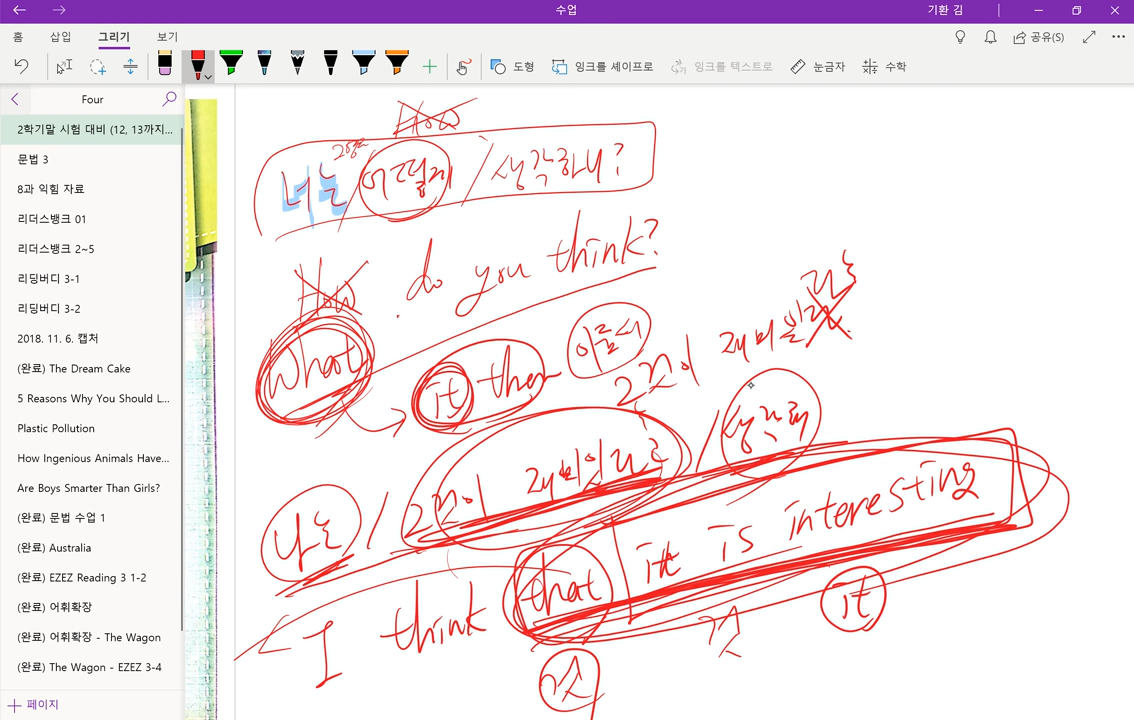 수업
기환 김
홈 삽입 그리기 보기
공유(S)
도형 잉크를 셰이프로 잉크를 텍스트로 눈금자 수학
Four
2학기말 시험 대비 (12, 13까지...
문법 3
8과 익힘 자료
리더스뱅크 01
리더스뱅크 2~5
리딩버디 3-1
리딩버디 3-2
2018. 11. 6. 캡처
(완료) The Dream Cake
5 Reasons Why You Should L...
Plastic Pollution
How Ingenious Animals Have...
Are Boys Smarter Than Girls?
(완료) 문법 수업 1
(완료) Australia
(완료) EZEZ Reading 3 1-2
(완료) 어휘확장
(완료) 어휘확장 - The Wagon
(완료) The Wagon - EZEZ 3-4
페이지
How
너는 / 어떻게 / 생각하니?
How do you think?
What
it them 이름씨
그것이 재미있
나는 / 그것이 재미있다고 / 생각해
I think that it is interesting
것 것 it